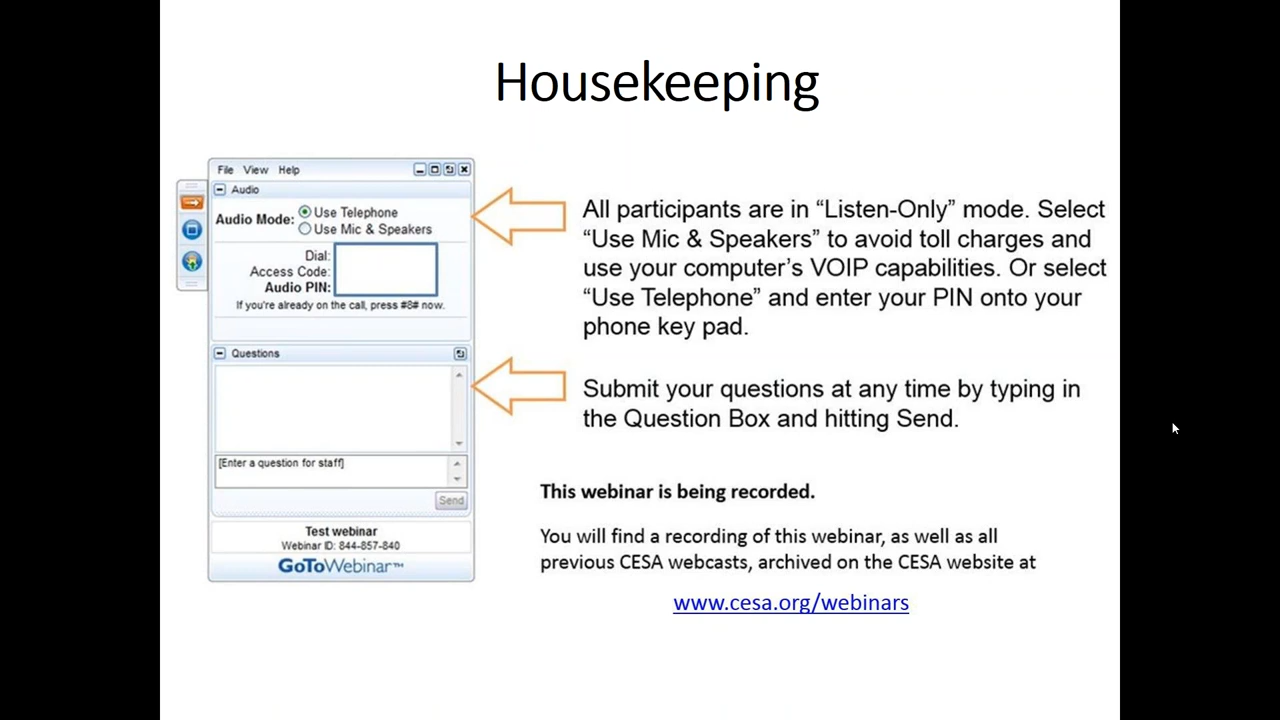 Housekeeping
File View Help
Audio
Audio Mode: Use Telephone
Use Mic & Speakers
Dial:
Access Code:
Audio PIN:
If you're already on the call, press #8# now.
Questions
[Enter a question for staff]
Send
Test webinar
Webinar ID: 844-857-840
GoToWebinar™
All participants are in “Listen-Only” mode. Select
“Use Mic & Speakers” to avoid toll charges and
use your computer’s VOIP capabilities. Or select
“Use Telephone” and enter your PIN onto your
phone key pad.
Submit your questions at any time by typing in
the Question Box and hitting Send.
This webinar is being recorded.
You will find a recording of this webinar, as well as all
previous CESA webcasts, archived on the CESA website at
www.cesa.org/webinars